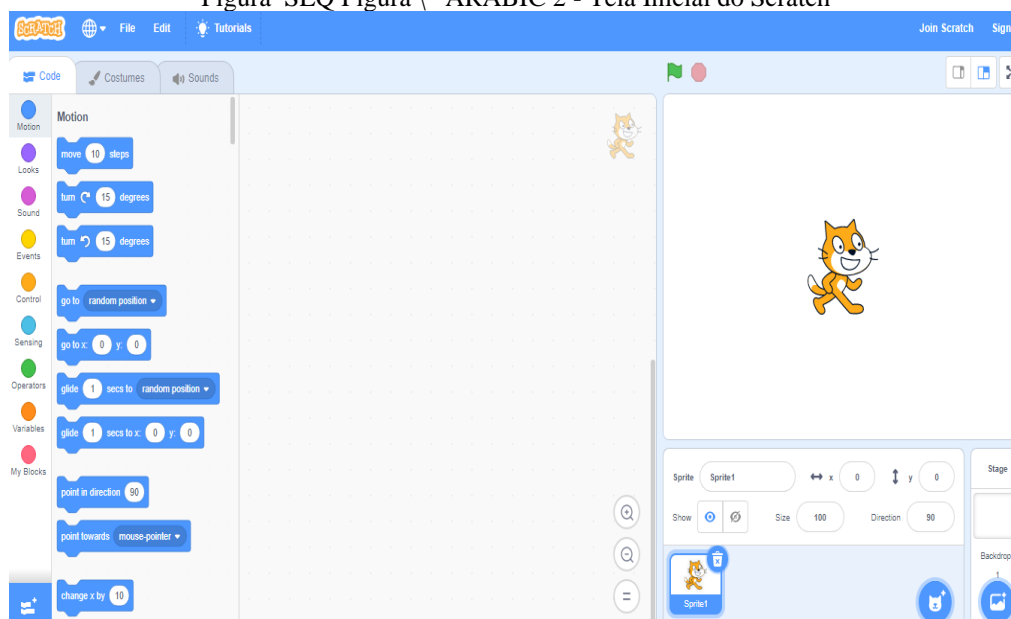 Figura SEQ Figura \* ARABIC 2 - Tela Inicial do Scratch
SCRATCH File Edit Tutorials Join Scratch Sign
Code Costumes Sounds
Motion
Looks
Sound
Events
Control
Sensing
Operators
Variables
My Blocks
Motion
move 10 steps
turn 15 degrees
turn 15 degrees
go to random position
go to x: 0 y: 0
glide 1 secs to random position
glide 1 secs to x: 0 y: 0
point in direction 90
point towards mouse-pointer
change x by 10
Sprite Sprite1 x 0 y 0
Show Size 100 Direction 90
Sprite1
Stage
Backdrop
1